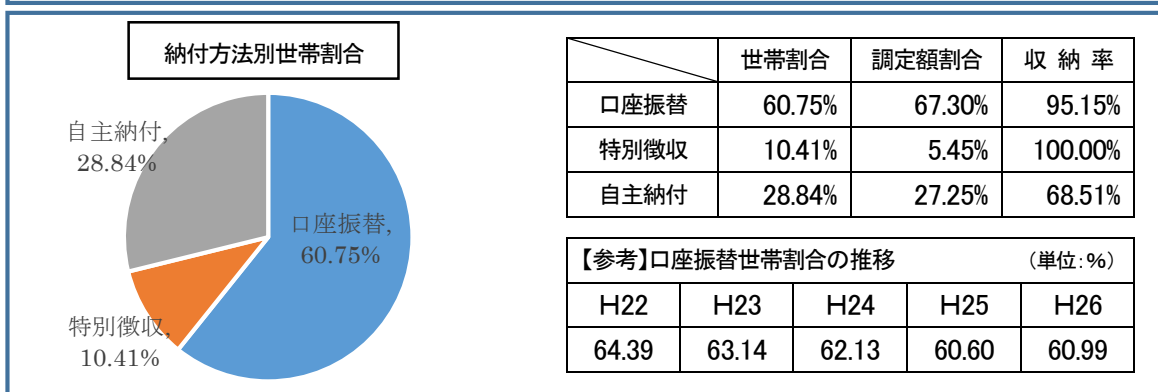 納付方法別世帯割合
自主納付,
28.84%
口座振替,
60.75%
特別徴収,
10.41%
世帯割合 調定額割合 収 納 率
口座振替 60.75% 67.30% 95.15%
特別徴収 10.41% 5.45% 100.00%
自主納付 28.84% 27.25% 68.51%
【参考】口座振替世帯割合の推移 (単位:%)
H22 H23 H24 H25 H26
64.39 63.14 62.13 60.60 60.99